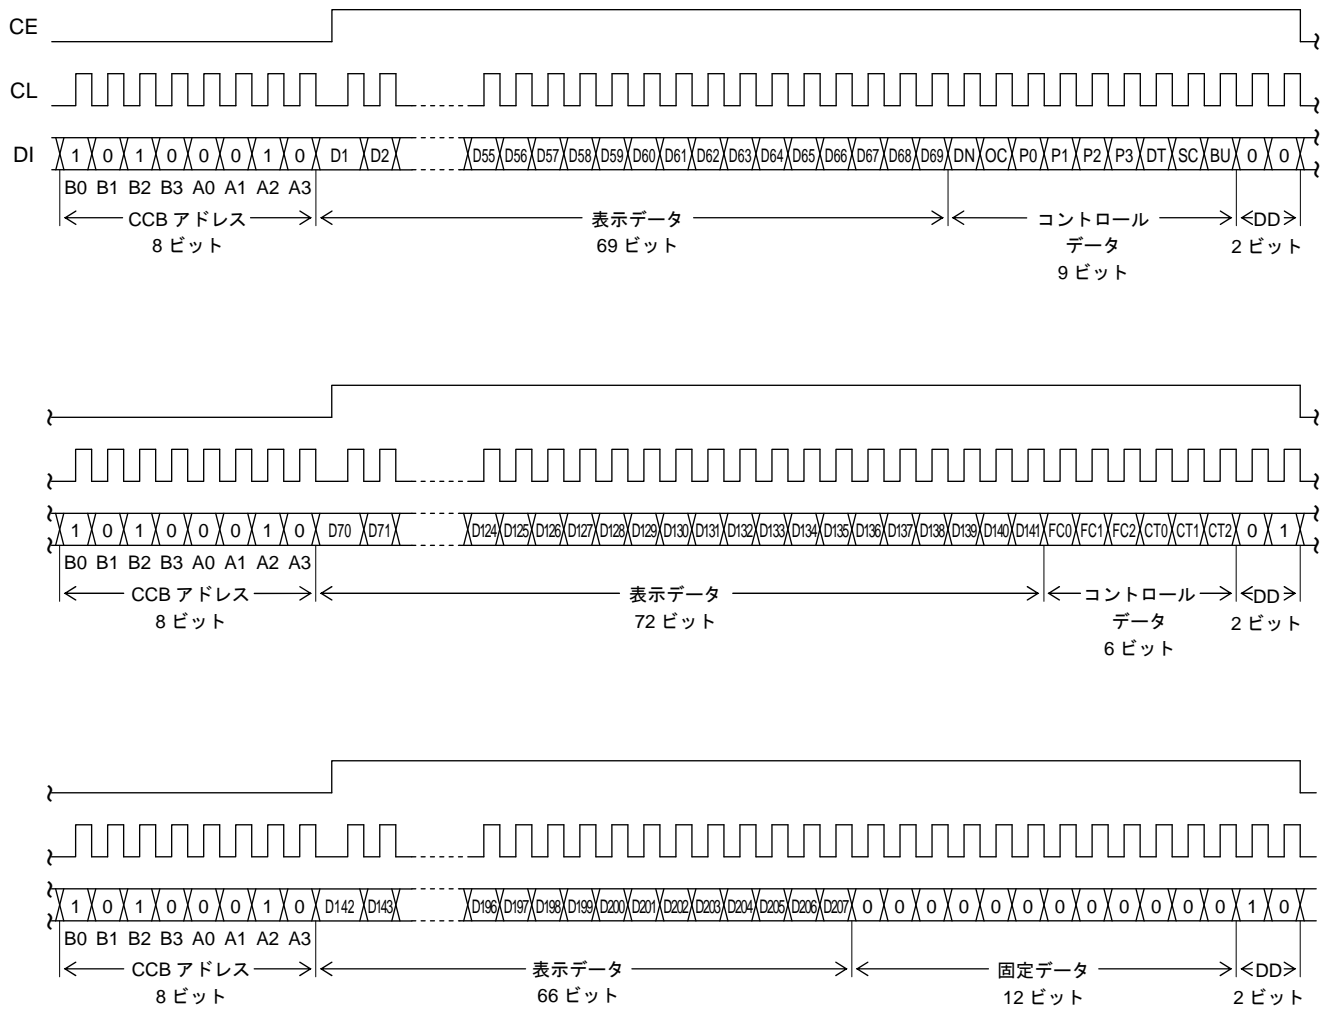 CE
CL
DI 1 0 1 0 0 0 1 0 D1 D2 D55 D56 D57 D58 D59 D60 D61 D62 D63 D64 D65 D66 D67 D68 D69 DN OC P0 P1 P2 P3 DT SC BU 0 0
B0 B1 B2 B3 A0 A1 A2 A3
CCB アドレス 表示データ コントロール DD
8 ビット 69 ビット データ 2 ビット
9 ビット
1 0 1 0 0 0 1 0 D70 D71 D124 D125 D126 D127 D128 D129 D130 D131 D132 D133 D134 D135 D136 D137 D138 D139 D140 D141 FC0 FC1 FC2 CT0 CT1 CT2 0 1
B0 B1 B2 B3 A0 A1 A2 A3
CCB アドレス 表示データ コントロール DD
8 ビット 72 ビット データ 2 ビット
6 ビット
1 0 1 0 0 0 1 0 D142 D143 D196 D197 D198 D199 D200 D201 D202 D203 D204 D205 D206 D207 0 0 0 0 0 0 0 0 0 0 0 0 1 0
B0 B1 B2 B3 A0 A1 A2 A3
CCB アドレス 表示データ 固定データ DD
8 ビット 66 ビット 12 ビット 2 ビット